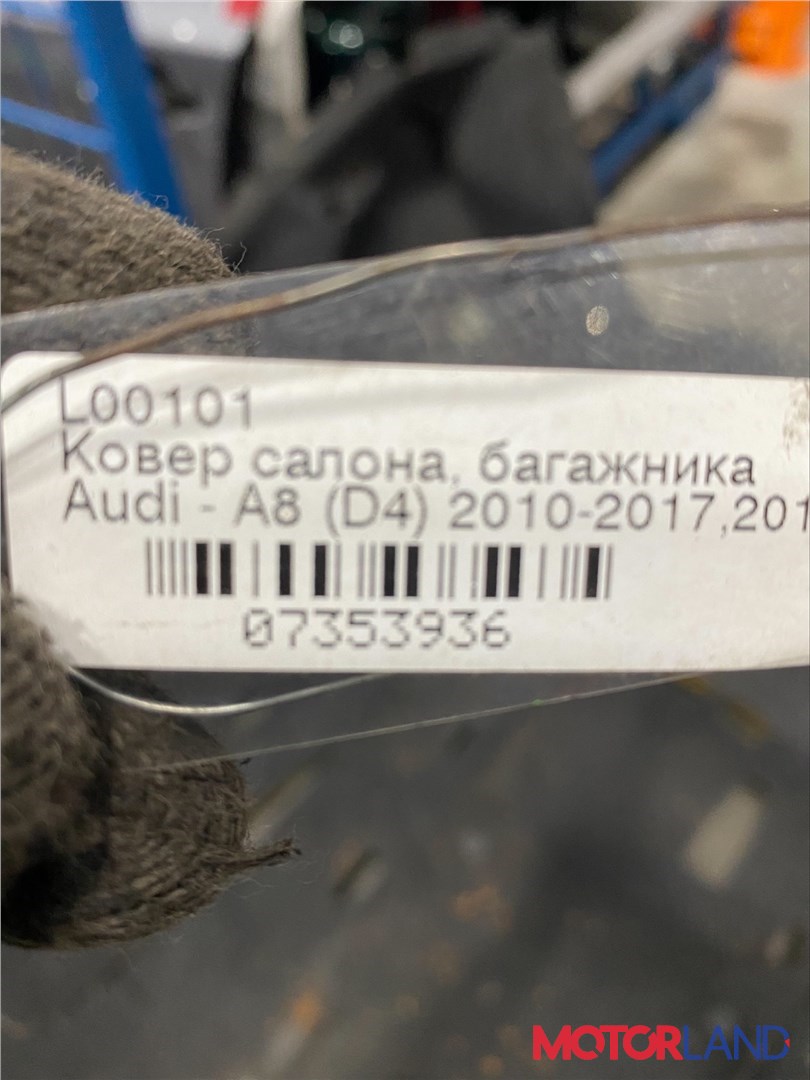 L00101
Ковер салона, багажника
Audi - A8 (D4) 2010-2017,201
07353936
MOTORLAND